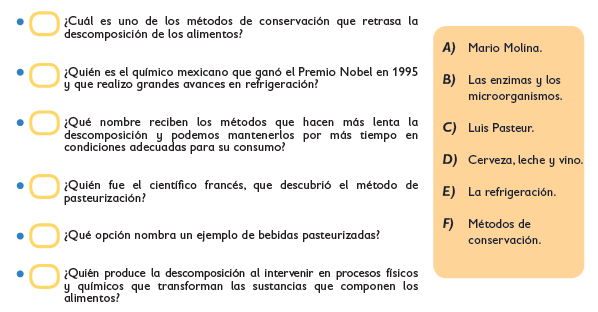 ¿Cuál es uno de los métodos de conservación que retrasa la
descomposición de los alimentos?
¿Quién es el químico mexicano que ganó el Premio Nobel en 1995
y que realizo grandes avances en refrigeración?
¿Qué nombre reciben los métodos que hacen más lenta la
descomposición y podemos mantenerlos por más tiempo en
condiciones adecuadas para su consumo?
¿Quién fue el científico francés, que descubrió el método de
pasteurización?
¿Qué opción nombra un ejemplo de bebidas pasteurizadas?
¿Quién produce la descomposición al intervenir en procesos físicos
y químicos que transforman las sustancias que componen los
alimentos?
A) Mario Molina.
B) Las enzimas y los
microorganismos.
C) Luis Pasteur.
D) Cerveza, leche y vino.
E) La refrigeración.
F) Métodos de
conservación.